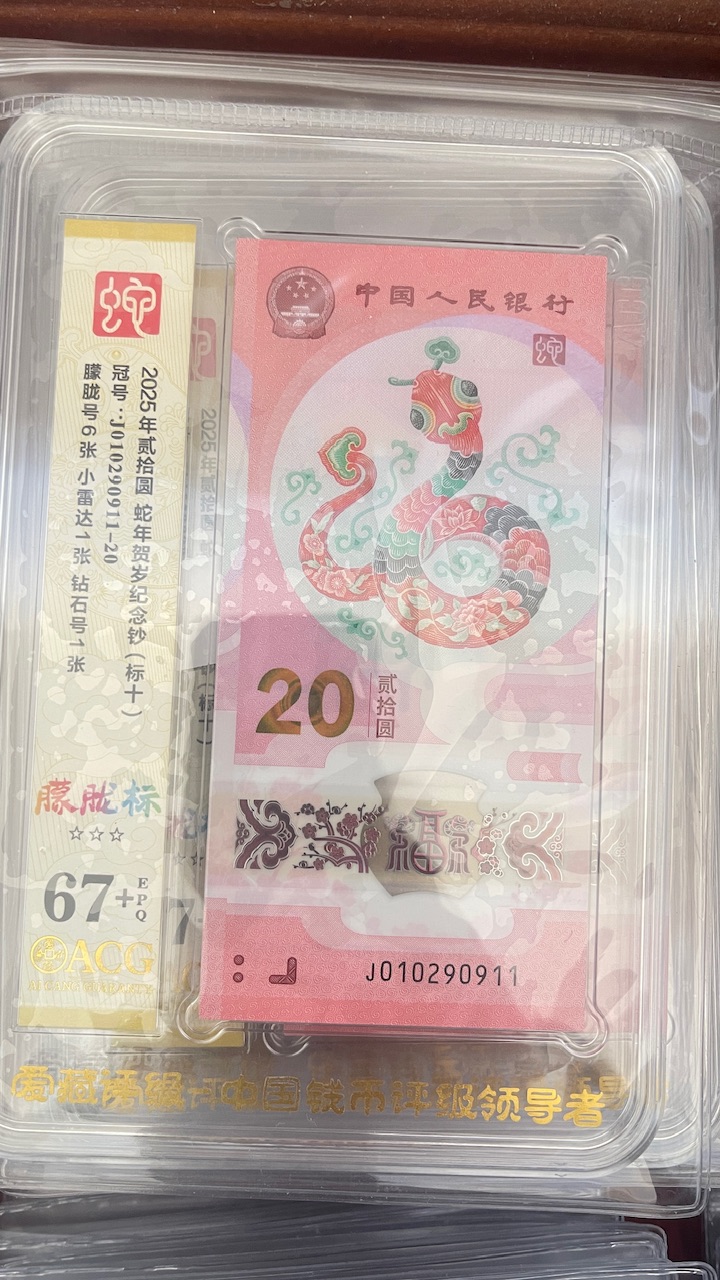 蛇
2025年贰拾圆 蛇年贺岁纪念钞(标十)
冠号:J010290911-20
朦胧号6张 小雷达1张 钻石号1张
朦胧标
☆☆☆
67+EPQ
ACG
中国人民银行
蛇
20
贰拾圆
福
J010290911
爱藏评级 中国钱币评级领导者